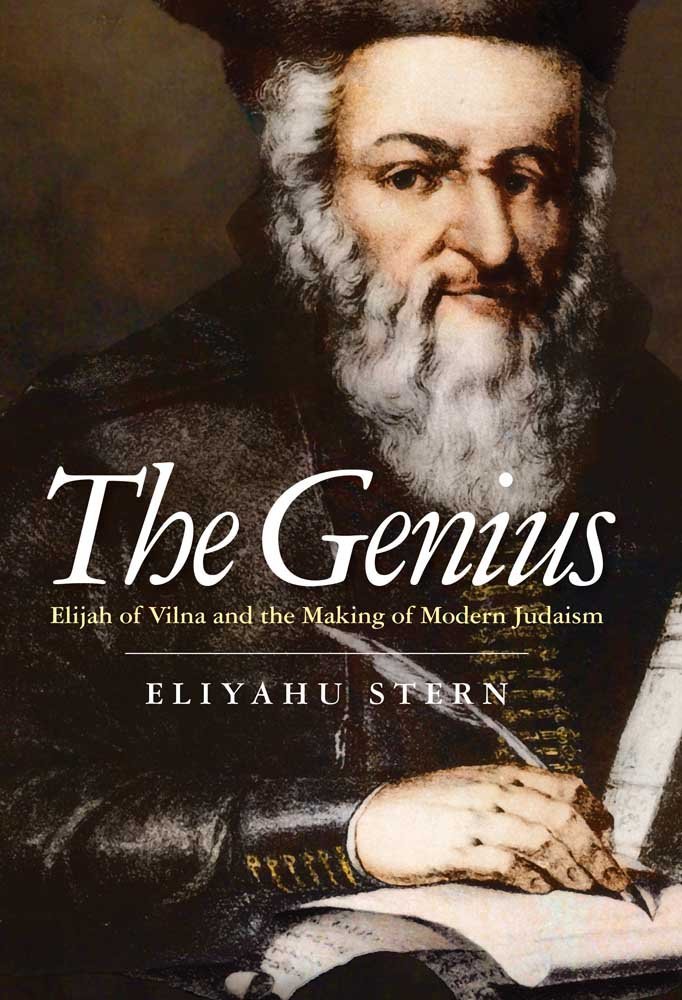 The Genius
Elijah of Vilna and the Making of Modern Judaism
ELIYAHU STERN